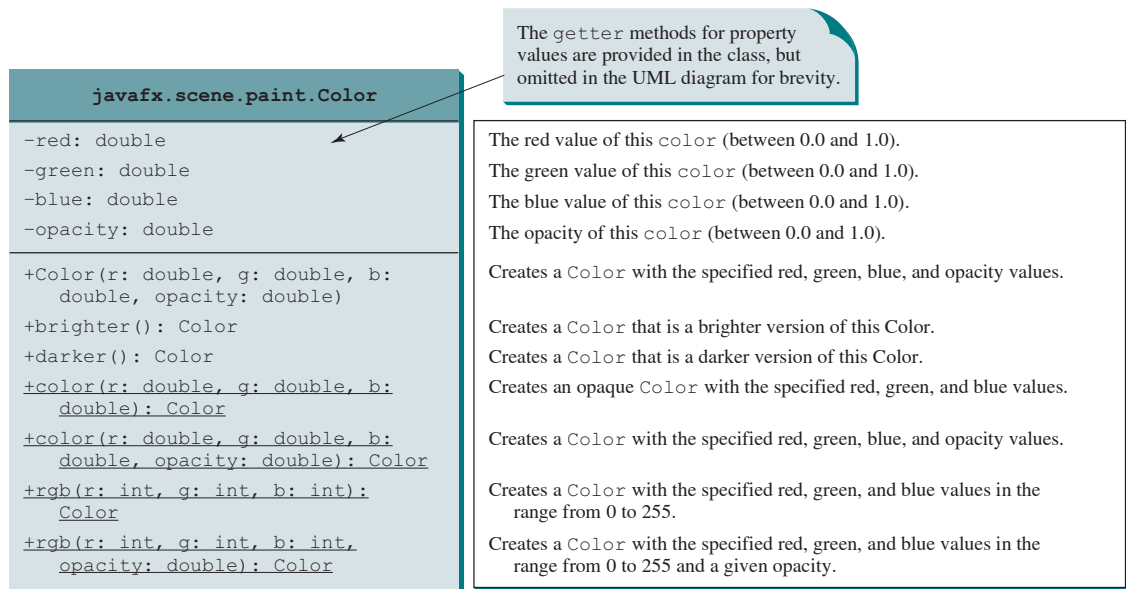 The getter methods for property
values are provided in the class, but
omitted in the UML diagram for brevity.
javafx.scene.paint.Color
-red: double
The red value of this color (between 0.0 and 1.0).
-green: double
The green value of this color (between 0.0 and 1.0).
-blue: double
The blue value of this color (between 0.0 and 1.0).
-opacity: double
The opacity of this color (between 0.0 and 1.0).
+Color(r: double, g: double, b:
double, opacity: double)
Creates a Color with the specified red, green, blue, and opacity values.
+brighter(): Color
Creates a Color that is a brighter version of this Color.
+darker(): Color
Creates a Color that is a darker version of this Color.
+color(r: double, g: double, b:
double): Color
Creates an opaque Color with the specified red, green, and blue values.
+color(r: double, g: double, b:
double, opacity: double): Color
Creates a Color with the specified red, green, blue, and opacity values.
+rgb(r: int, g: int, b: int):
Color
Creates a Color with the specified red, green, and blue values in the
range from 0 to 255.
+rgb(r: int, g: int, b: int,
opacity: double): Color
Creates a Color with the specified red, green, and blue values in the
range from 0 to 255 and a given opacity.